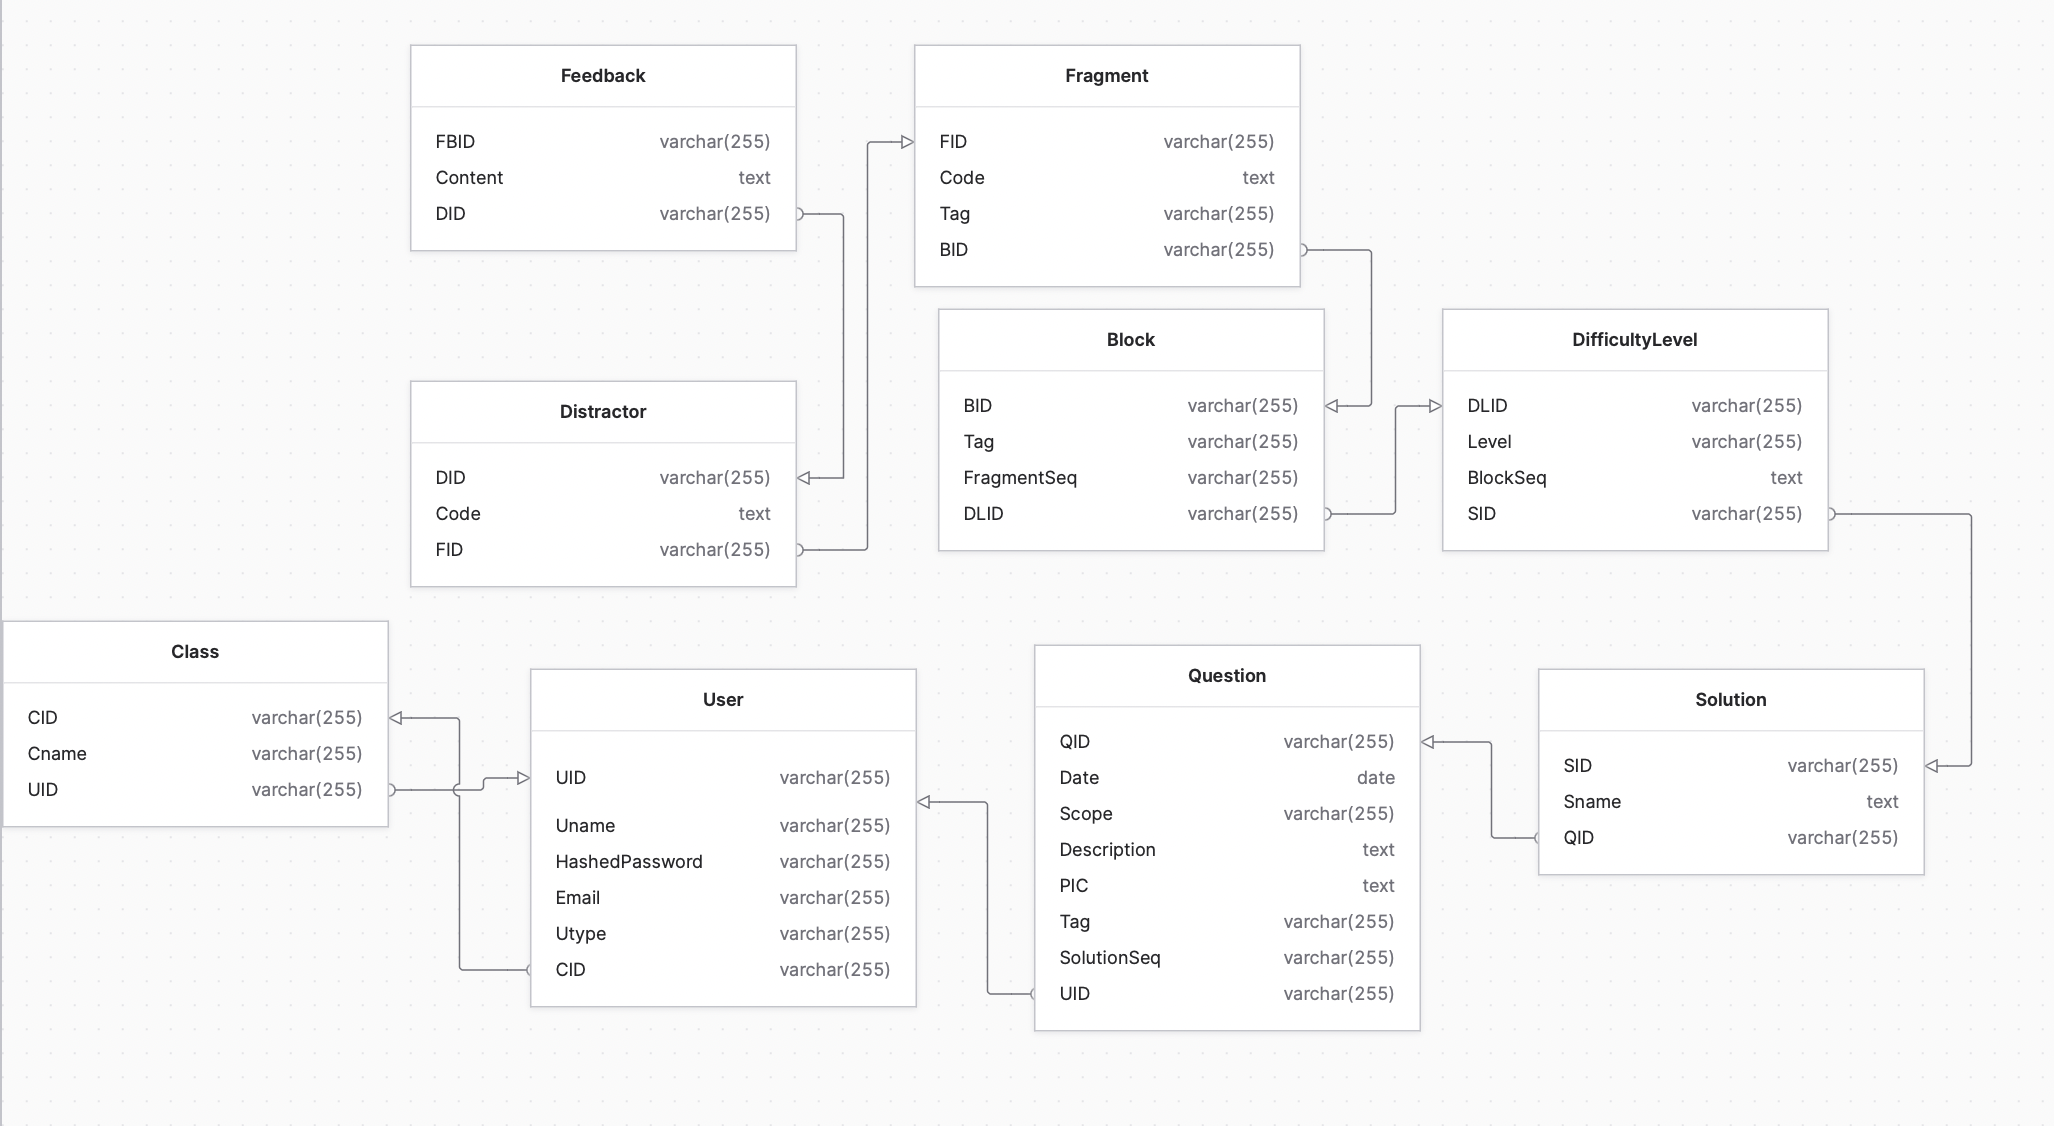 Feedback
FBID varchar(255)
Content text
DID varchar(255)
Fragment
FID varchar(255)
Code text
Tag varchar(255)
BID varchar(255)
Block
BID varchar(255)
Tag varchar(255)
FragmentSeq varchar(255)
DLID varchar(255)
DifficultyLevel
DLID varchar(255)
Level varchar(255)
BlockSeq text
SID varchar(255)
Distractor
DID varchar(255)
Code text
FID varchar(255)
Class
CID varchar(255)
Cname varchar(255)
UID varchar(255)
User
UID varchar(255)
Uname varchar(255)
HashedPassword varchar(255)
Email varchar(255)
Utype varchar(255)
CID varchar(255)
Question
QID varchar(255)
Date date
Scope varchar(255)
Description text
PIC text
Tag varchar(255)
SolutionSeq varchar(255)
UID varchar(255)
Solution
SID varchar(255)
Sname text
QID varchar(255)